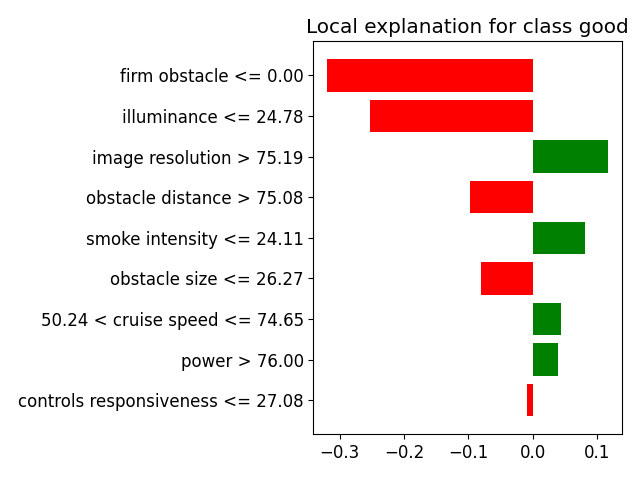 Local explanation for class good
firm obstacle <= 0.00
illuminance <= 24.78
image resolution > 75.19
obstacle distance > 75.08
smoke intensity <= 24.11
obstacle size <= 26.27
50.24 < cruise speed <= 74.65
power > 76.00
controls responsiveness <= 27.08
−0.3 −0.2 −0.1 0.0 0.1